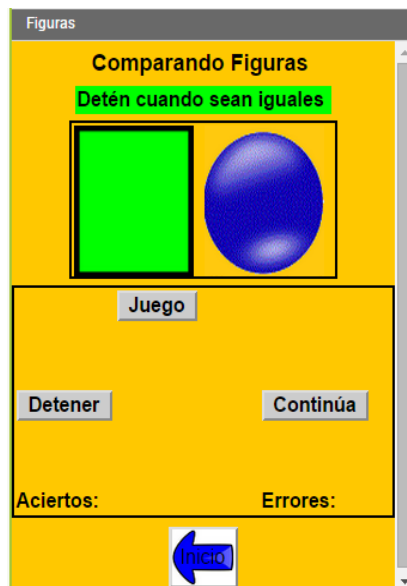 Figuras
Comparando Figuras
Detén cuando sean iguales
Juego
Detener Continúa
Aciertos: Errores:
Inicio